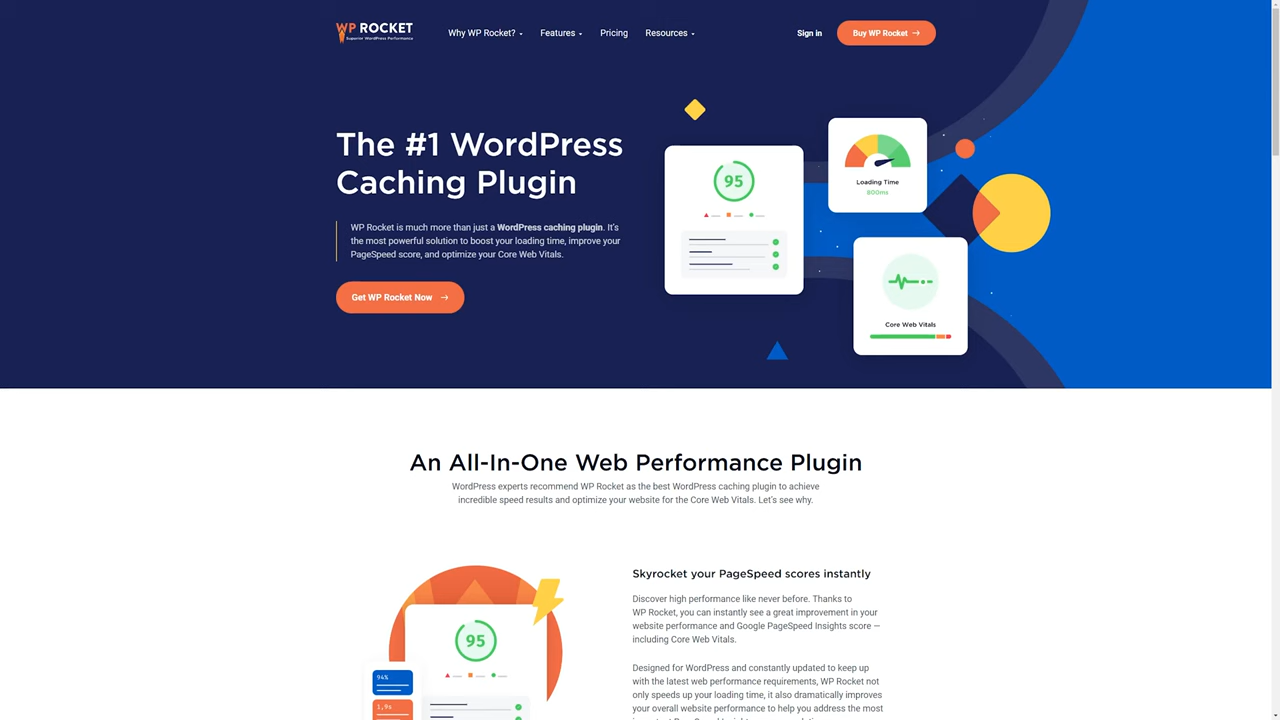 WP ROCKET
Superior WordPress Performance
Why WP Rocket?
Features
Pricing
Resources
Sign in
Buy WP Rocket →
The #1 WordPress
Caching Plugin
WP Rocket is much more than just a WordPress caching plugin. It's
the most powerful solution to boost your loading time, improve your
PageSpeed score, and optimize your Core Web Vitals.
Get WP Rocket Now →
95
Loading Time
800ms
Core Web Vitals
An All-In-One Web Performance Plugin
WordPress experts recommend WP Rocket as the best WordPress caching plugin to achieve
incredible speed results and optimize your website for the Core Web Vitals. Let's see why.
95
94%
1,9s
Skyrocket your PageSpeed scores instantly
Discover high performance like never before. Thanks to
WP Rocket, you can instantly see a great improvement in your
website performance and Google PageSpeed Insights score —
including Core Web Vitals.
Designed for WordPress and constantly updated to keep up
with the latest web performance requirements, WP Rocket not
only speeds up your loading time, it also dramatically improves
your overall website performance to help you address the most